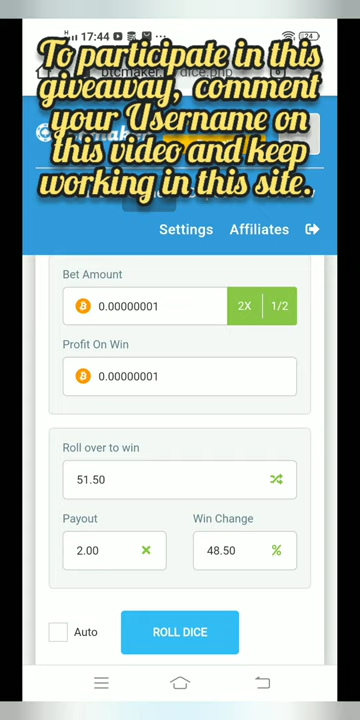 17:44
To participate in this
giveaway, comment
your Username on
this video and keep
working in this site.
Settings Affiliates
Bet Amount
0.00000001 2X 1/2
Profit On Win
0.00000001
Roll over to win
51.50
Payout Win Change
2.00 48.50 %
Auto ROLL DICE